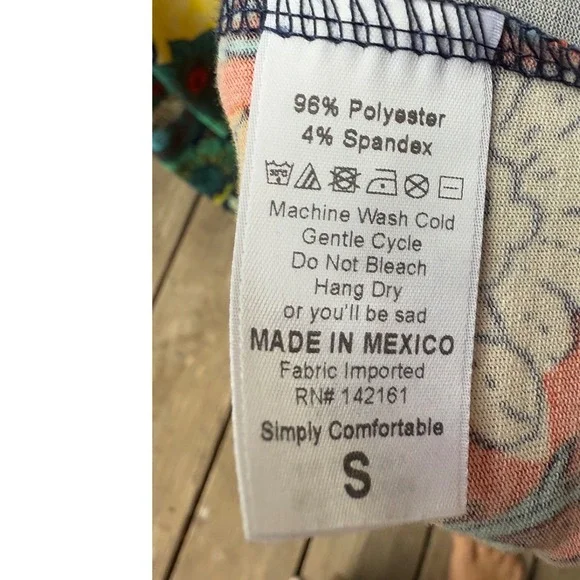 96% Polyester
4% Spandex
Machine Wash Cold
Gentle Cycle
Do Not Bleach
Hang Dry
or you'll be sad
MADE IN MEXICO
Fabric Imported
RN# 142161
Simply Comfortable
S